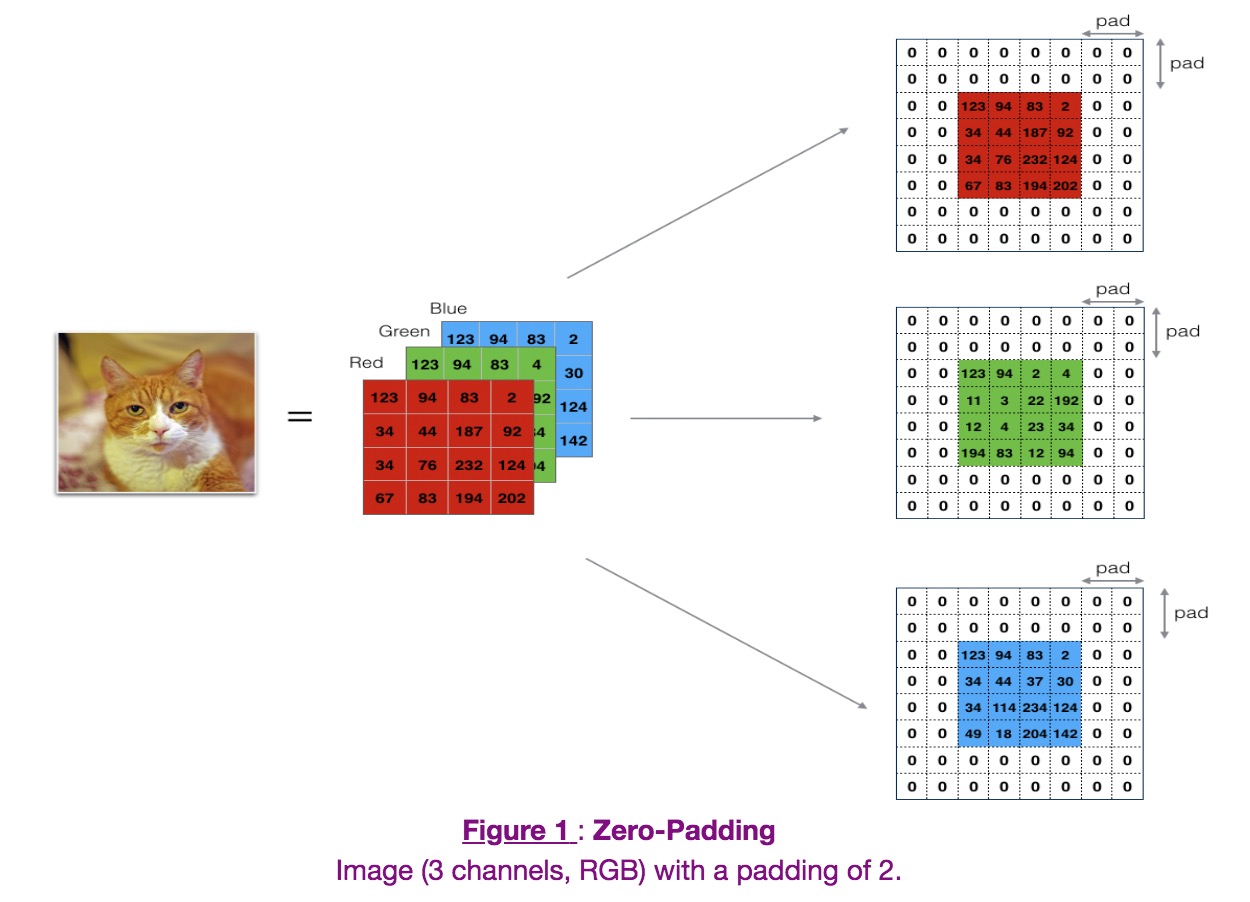 pad
0 0 0 0 0 0 0 0
pad
0 0 0 0 0 0 0 0
0 0 123 94 83 2 0 0
0 0 34 44 187 92 0 0
0 0 34 76 232 124 0 0
0 0 67 83 194 202 0 0
0 0 0 0 0 0 0 0
0 0 0 0 0 0 0 0
Blue
123 94 83 2
30
124
142
Green
123 94 83 4
92
34
94
Red
123 94 83 2
34 44 187 92
34 76 232 124
67 83 194 202
=
pad
0 0 0 0 0 0 0 0
pad
0 0 0 0 0 0 0 0
0 0 123 94 2 4 0 0
0 0 11 3 22 192 0 0
0 0 12 4 23 34 0 0
0 0 194 83 12 94 0 0
0 0 0 0 0 0 0 0
0 0 0 0 0 0 0 0
pad
0 0 0 0 0 0 0 0
pad
0 0 0 0 0 0 0 0
0 0 123 94 83 2 0 0
0 0 34 44 37 30 0 0
0 0 34 114 234 124 0 0
0 0 49 18 204 142 0 0
0 0 0 0 0 0 0 0
0 0 0 0 0 0 0 0
Figure 1 : Zero-Padding
Image (3 channels, RGB) with a padding of 2.